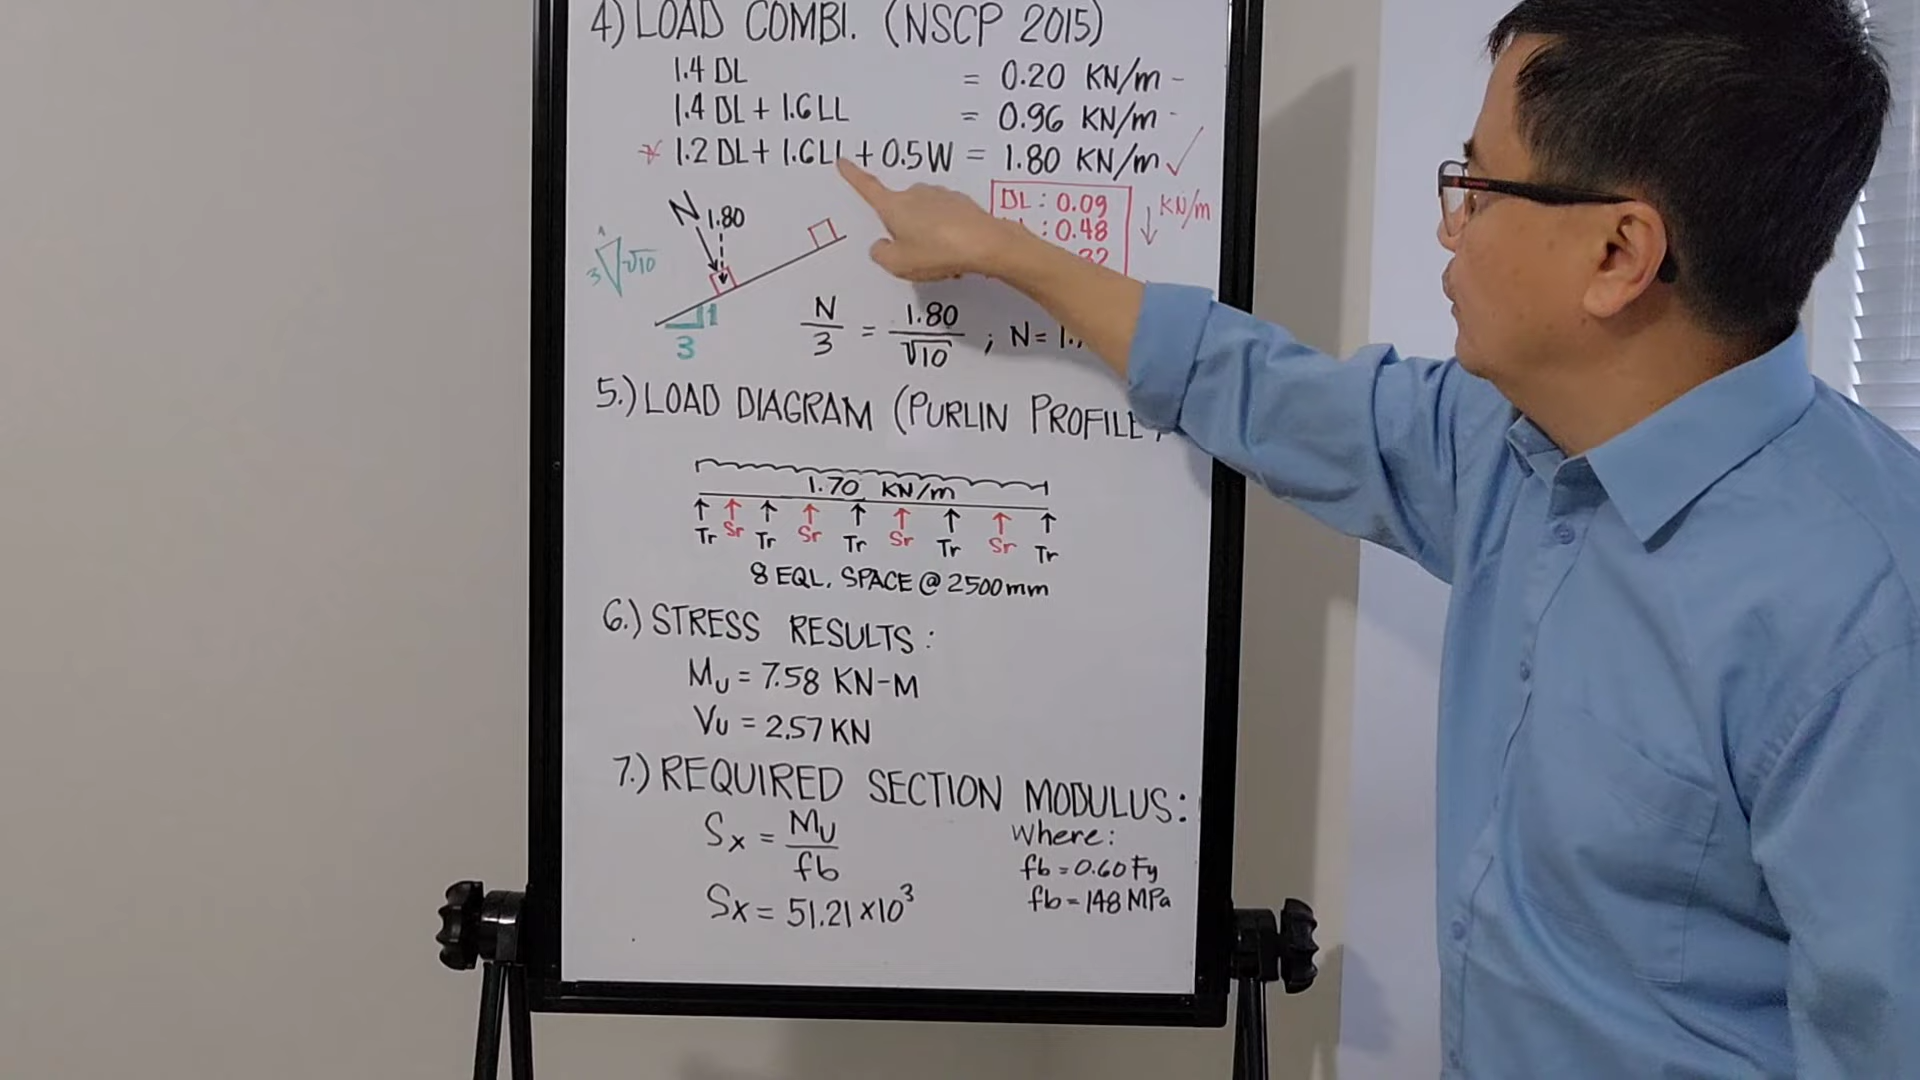 4) LOAD COMBI. (NSCP 2015)
1.4 DL = 0.20 KN/m -
1.4 DL + 1.6 LL = 0.96 KN/m -
1.2 DL + 1.6 LL + 0.5W = 1.80 KN/m ✓
DL : 0.09
: 0.48
KN/m
N
1.80
1
3
√10
1
3
N/3 = 1.80/√10 ; N= 1.
5.) LOAD DIAGRAM (PURLIN PROFILE
1.70 KN/m
Tr Sr Tr Sr Tr Sr Tr Sr Tr
8 EQL. SPACE @ 2500mm
6.) STRESS RESULTS:
Mu = 7.58 KN-M
Vu = 2.57 KN
7.) REQUIRED SECTION MODULUS:
Sx = Mu/fb
Where:
fb = 0.60 Fy
fb = 148 MPa
Sx = 51.21 x10³